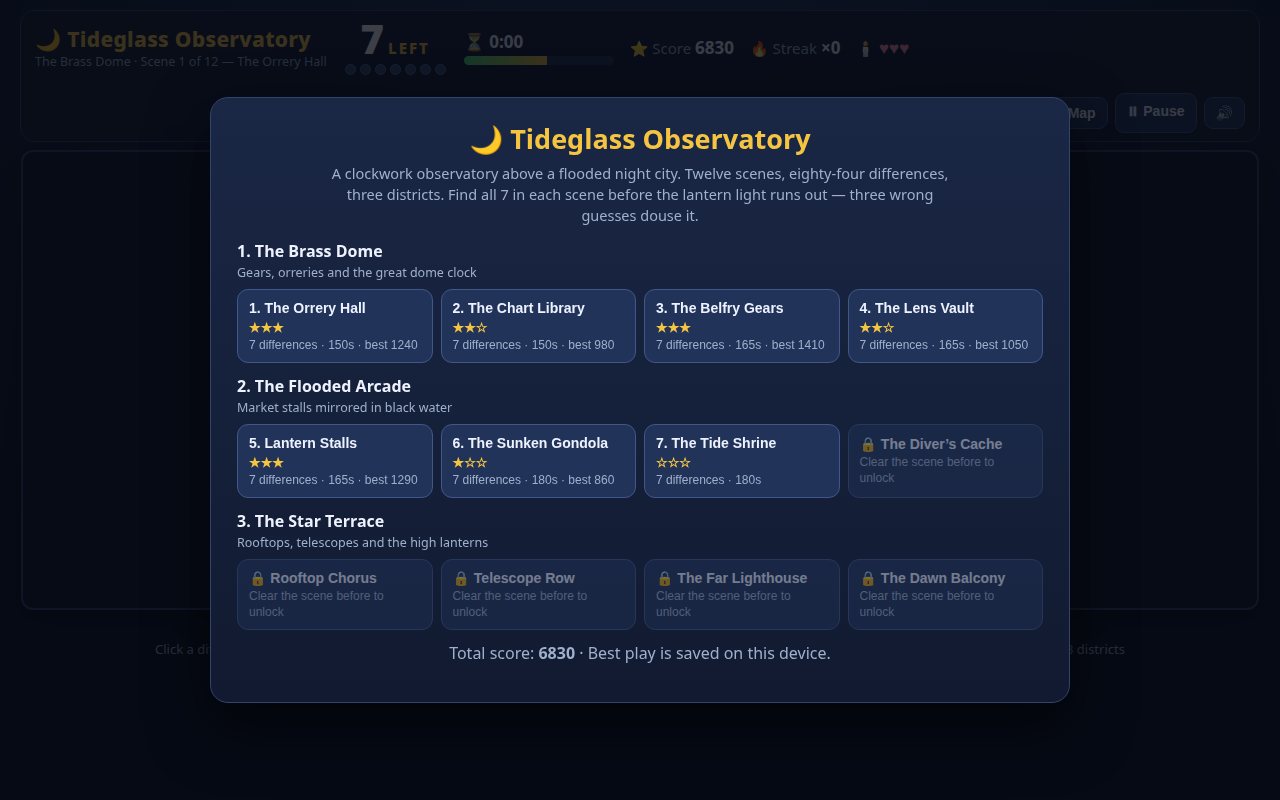 🌙 Tideglass Observatory
The Brass Dome · Scene 1 of 12 — The Orrery Hall
7 LEFT
⏳ 0:00
⭐ Score 6830
🔥 Streak ×0
🕯 ♥♥♥
Map
⏸ Pause
🔊
🌙 Tideglass Observatory
A clockwork observatory above a flooded night city. Twelve scenes, eighty-four differences,
three districts. Find all 7 in each scene before the lantern light runs out — three wrong
guesses douse it.
1. The Brass Dome
Gears, orreries and the great dome clock
1. The Orrery Hall
★★★
7 differences · 150s · best 1240
2. The Chart Library
★★☆
7 differences · 150s · best 980
3. The Belfry Gears
★★★
7 differences · 165s · best 1410
4. The Lens Vault
★★☆
7 differences · 165s · best 1050
2. The Flooded Arcade
Market stalls mirrored in black water
5. Lantern Stalls
★★★
7 differences · 165s · best 1290
6. The Sunken Gondola
★☆☆
7 differences · 180s · best 860
7. The Tide Shrine
☆☆☆
7 differences · 180s
🔒 The Diver’s Cache
Clear the scene before to
unlock
3. The Star Terrace
Rooftops, telescopes and the high lanterns
🔒 Rooftop Chorus
Clear the scene before to
unlock
🔒 Telescope Row
Clear the scene before to
unlock
🔒 The Far Lighthouse
Clear the scene before to
unlock
🔒 The Dawn Balcony
Clear the scene before to
unlock
Total score: 6830 · Best play is saved on this device.
Click a
districts